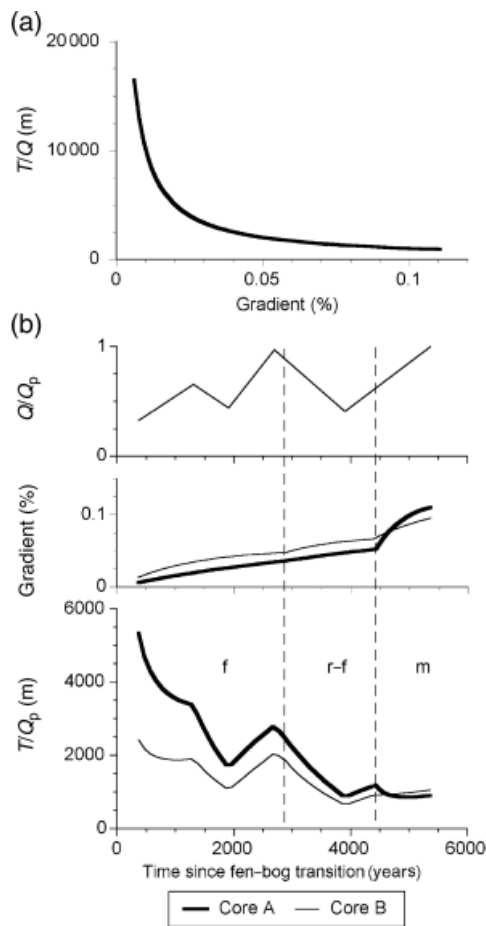 (a)
20 000
10 000
0
T/Q (m)
0 0.05 0.1
Gradient (%)
(b)
1
0
Q/Qp
0.1
0
Gradient (%)
6000
4000
2000
0
T/Qp (m)
f r–f m
0 2000 4000 6000
Time since fen–bog transition (years)
Core A Core B